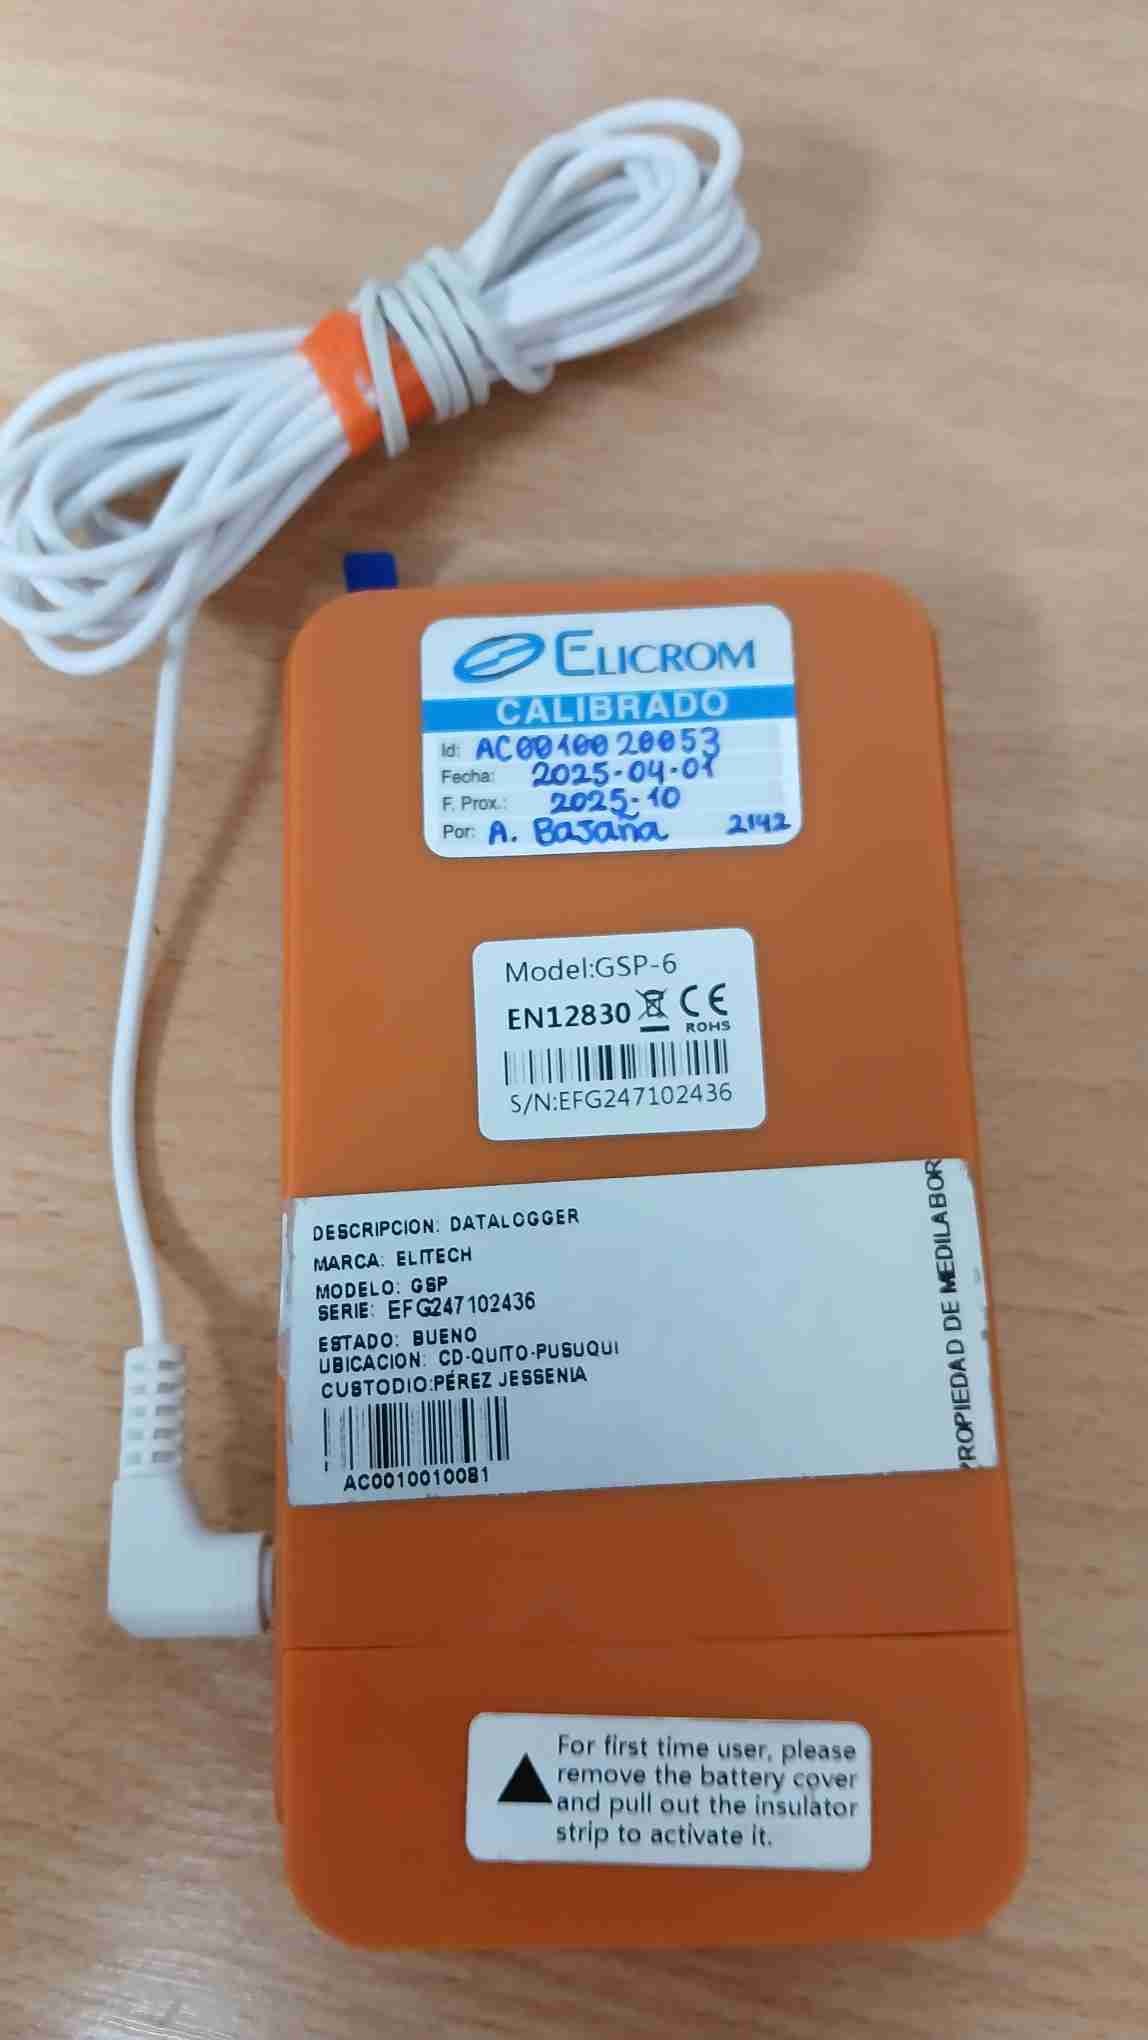 ELICROM
CALIBRADO
Id: AC0010020053
Fecha: 2025-04-01
F. Prox.: 2025-10
Por: A. Bajaña 2142
Model:GSP-6
EN12830 CE
ROHS
S/N:EFG247102436
DESCRIPCION: DATALOGGER
MARCA: ELITECH
MODELO: GSP
SERIE: EFG247102436
ESTADO: BUENO
UBICACION: CD-QUITO-PUSUQUI
CUSTODIO:PÉREZ JESSENIA
AC0010010081
PROPIEDAD DE MEDILABOR
For first time user, please
remove the battery cover
and pull out the insulator
strip to activate it.